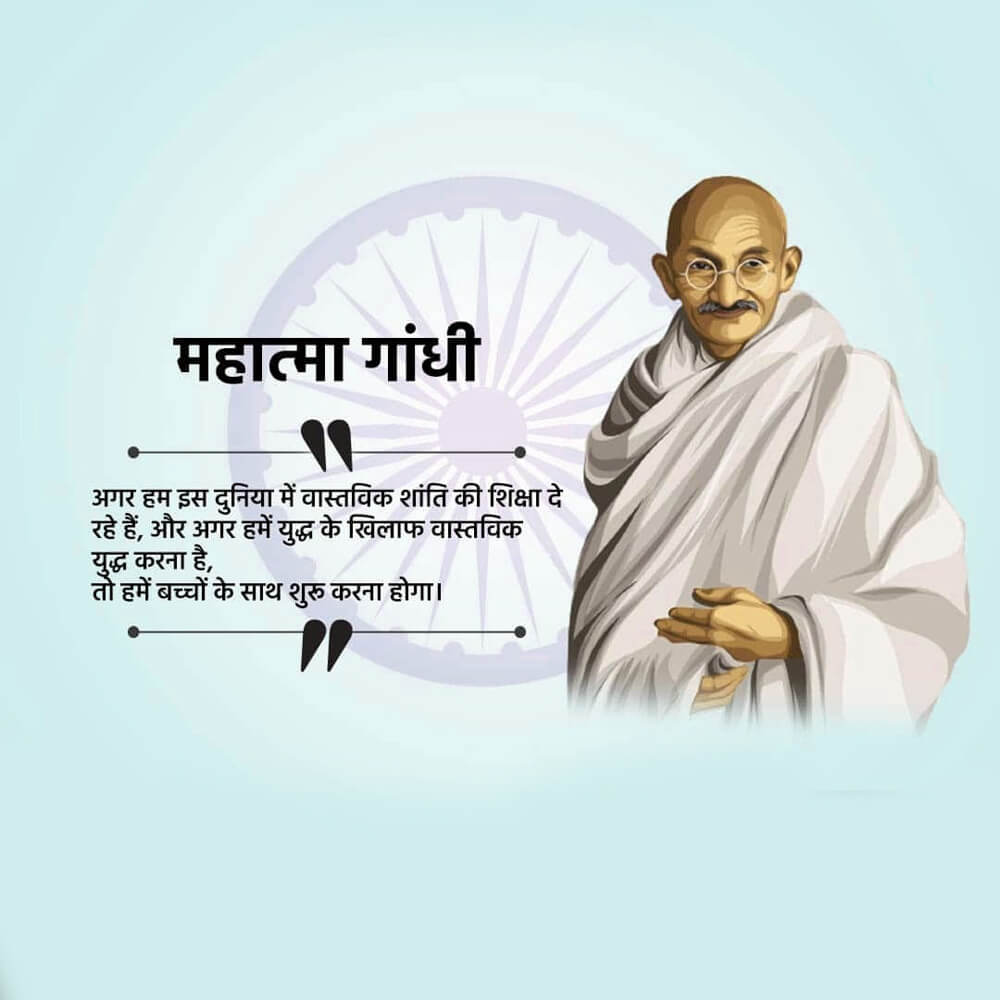 महात्मा गांधी
"
अगर हम इस दुनिया में वास्तविक शांति की शिक्षा दे
रहे हैं, और अगर हमें युद्ध के खिलाफ वास्तविक
युद्ध करना है,
तो हमें बच्चों के साथ शुरू करना होगा।
"